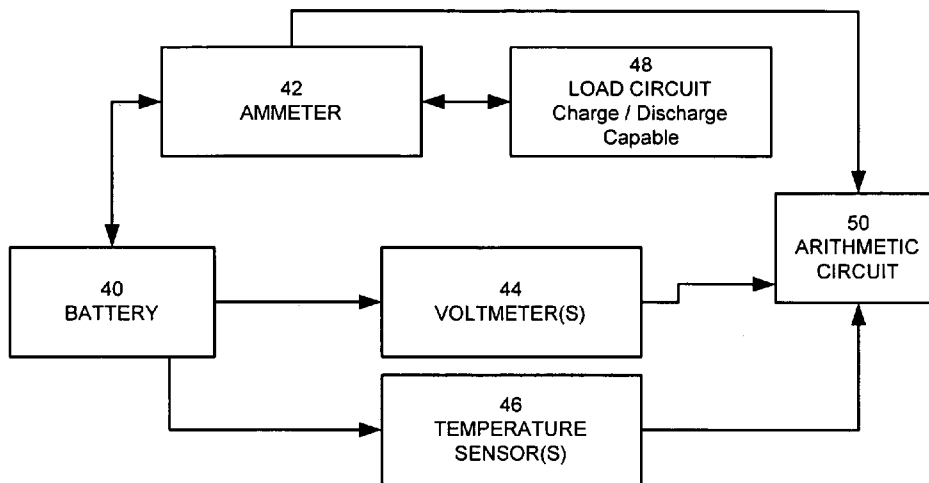 42
AMMETER
48
LOAD CIRCUIT
Charge / Discharge
Capable
50
ARITHMETIC
CIRCUIT
40
BATTERY
44
VOLTMETER(S)
46
TEMPERATURE
SENSOR(S)